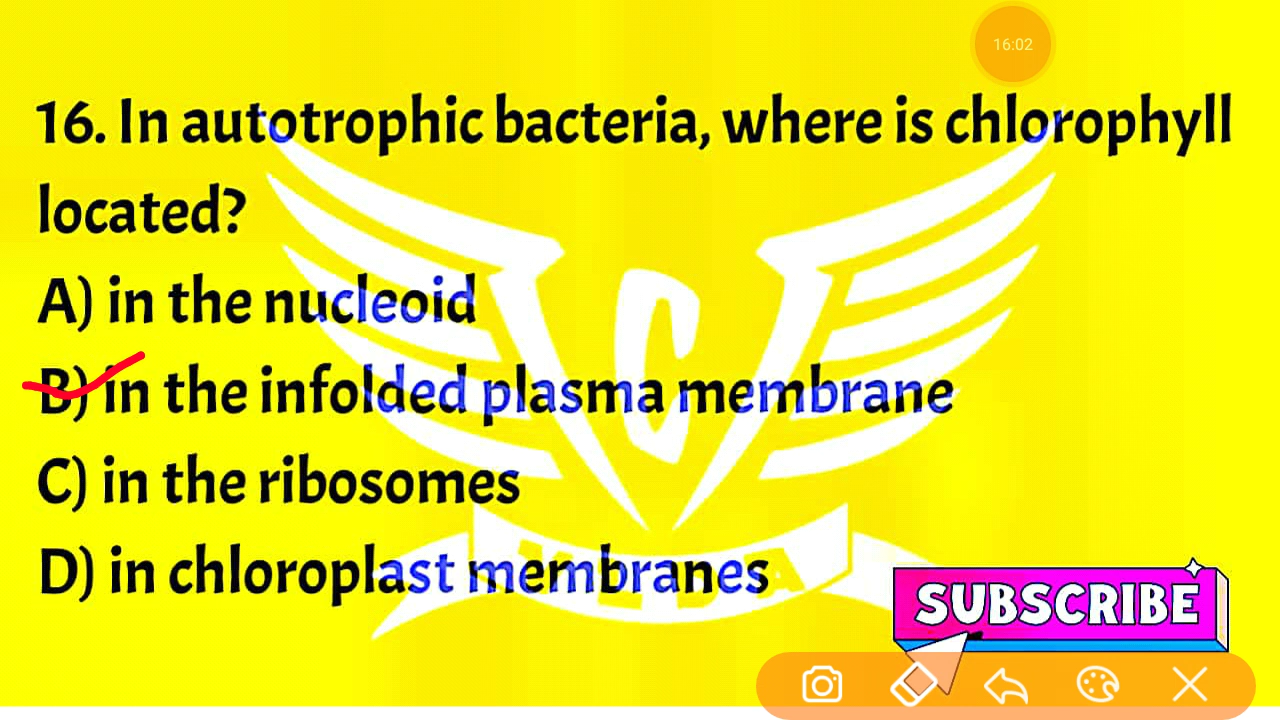 16:02
16. In autotrophic bacteria, where is chlorophyll
located?
A) in the nucleoid
B) in the infolded plasma membrane
C) in the ribosomes
D) in chloroplast membranes
C
SUBSCRIBE